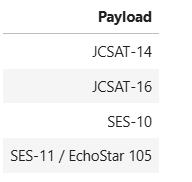 Payload
JCSAT-14
JCSAT-16
SES-10
SES-11 / EchoStar 105